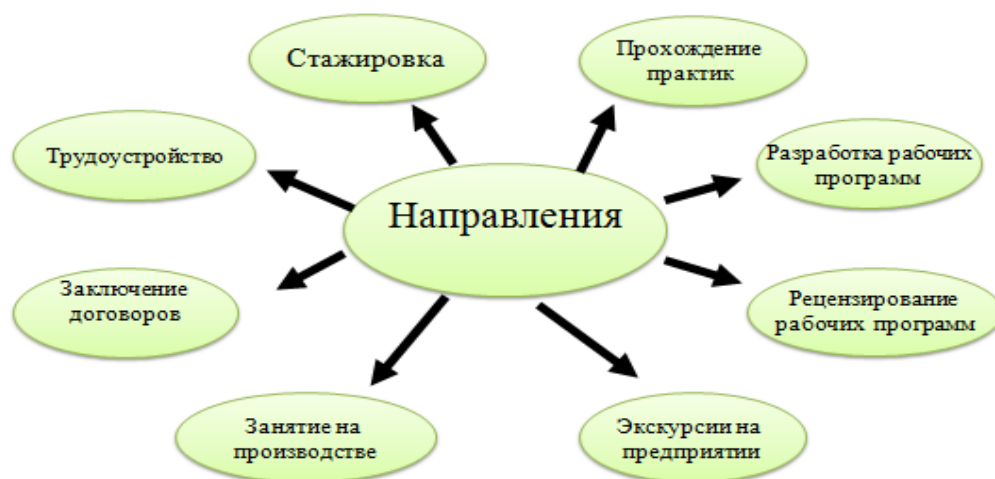 Стажировка
Прохождение
практик
Трудоустройство
Разработка рабочих
программ
Направления
Заключение
договоров
Рецензирование
рабочих программ
Занятие на
производстве
Экскурсии на
предприятии